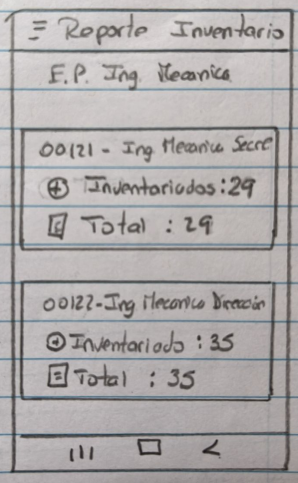 Reporte Inventario
E.P. Ing. Mecanica
00121 - Ing Mecanica Secre
Inventariados : 29
Total : 29
00122 - Ing Mecanica Dirección
Inventariado : 35
Total : 35